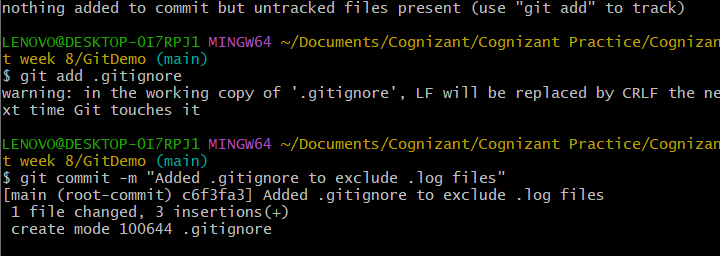 nothing added to commit but untracked files present (use "git add" to track)
LENOVO@DESKTOP-OI7RPJ1 MINGW64 ~/Documents/Cognizant/Cognizant Practice/Cognizan
t week 8/GitDemo (main)
$ git add .gitignore
warning: in the working copy of '.gitignore', LF will be replaced by CRLF the ne
xt time Git touches it
LENOVO@DESKTOP-OI7RPJ1 MINGW64 ~/Documents/Cognizant/Cognizant Practice/Cognizan
t week 8/GitDemo (main)
$ git commit -m "Added .gitignore to exclude .log files"
[main (root-commit) c6f3fa3] Added .gitignore to exclude .log files
 1 file changed, 3 insertions(+)
 create mode 100644 .gitignore